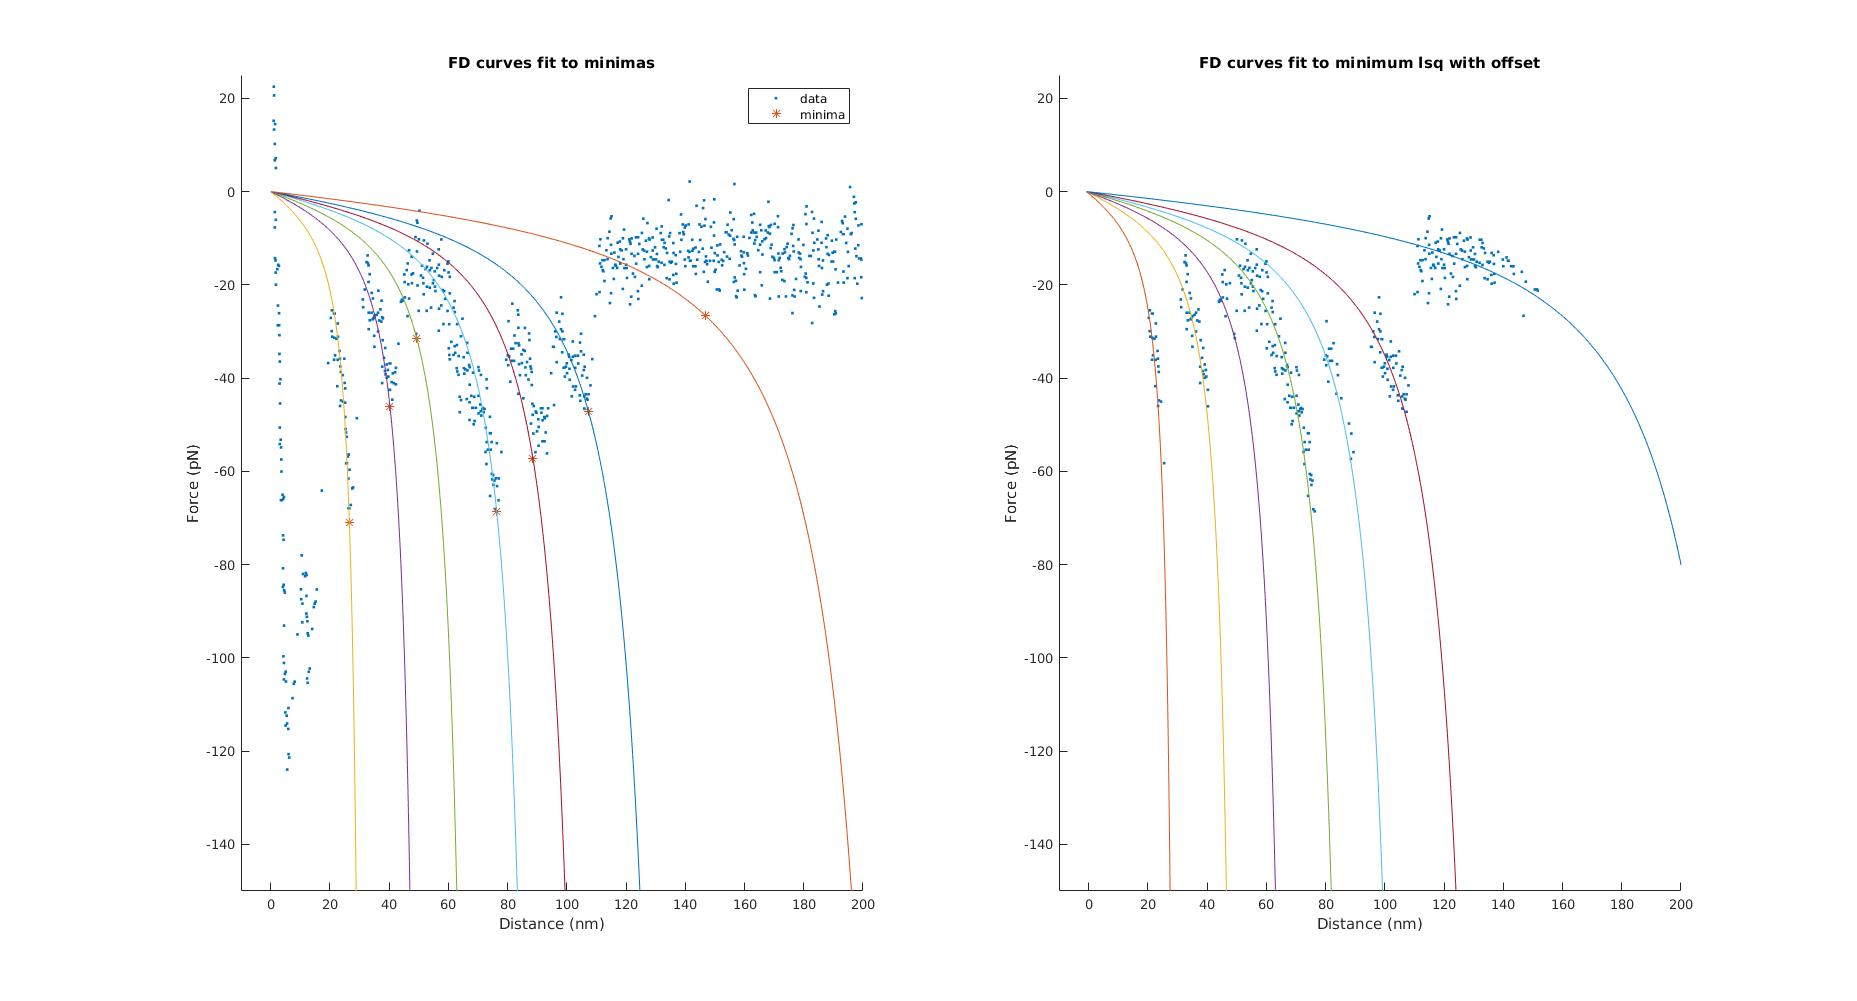 FD curves fit to minimas
data
minima
Force (pN)
20
0
-20
-40
-60
-80
-100
-120
-140
0 20 40 60 80 100 120 140 160 180 200
Distance (nm)
FD curves fit to minimum lsq with offset
Force (pN)
20
0
-20
-40
-60
-80
-100
-120
-140
0 20 40 60 80 100 120 140 160 180 200
Distance (nm)